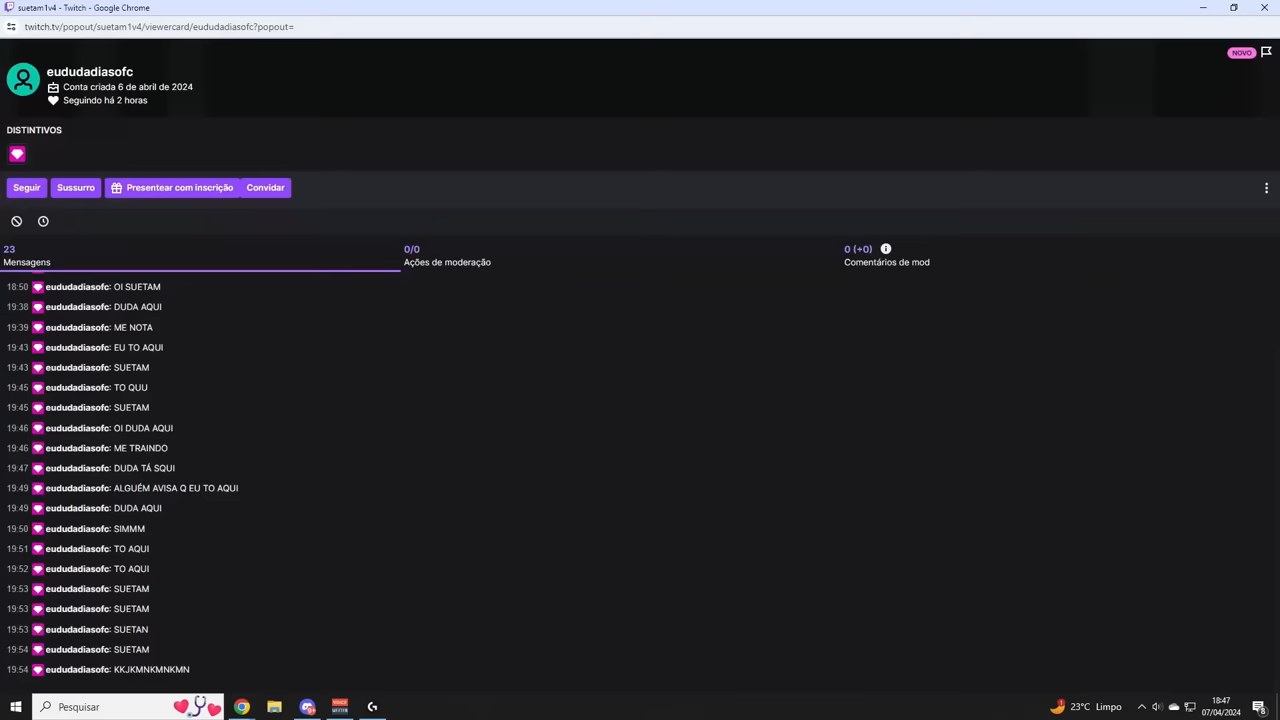 suetam1v4 - Twitch - Google Chrome
twitch.tv/popout/suetam1v4/viewercard/eududadiasofc?popout=
NOVO
eududadiasofc
Conta criada 6 de abril de 2024
Seguindo há 2 horas
DISTINTIVOS
Seguir Sussurro Presentear com inscrição Convidar
23 0/0 0 (+0)
Mensagens Ações de moderação Comentários de mod
18:50 eududadiasofc: OI SUETAM
19:38 eududadiasofc: DUDA AQUI
19:39 eududadiasofc: ME NOTA
19:43 eududadiasofc: EU TO AQUI
19:43 eududadiasofc: SUETAM
19:45 eududadiasofc: TO QUU
19:45 eududadiasofc: SUETAM
19:46 eududadiasofc: OI DUDA AQUI
19:46 eududadiasofc: ME TRAINDO
19:47 eududadiasofc: DUDA TÁ SQUI
19:49 eududadiasofc: ALGUÉM AVISA Q EU TO AQUI
19:49 eududadiasofc: DUDA AQUI
19:50 eududadiasofc: SIMMM
19:51 eududadiasofc: TO AQUI
19:52 eududadiasofc: TO AQUI
19:53 eududadiasofc: SUETAM
19:53 eududadiasofc: SUETAM
19:53 eududadiasofc: SUETAN
19:54 eududadiasofc: SUETAM
19:54 eududadiasofc: KKJKMNKMNKMN
Pesquisar
23°C Limpo
18:47
07/04/2024
8